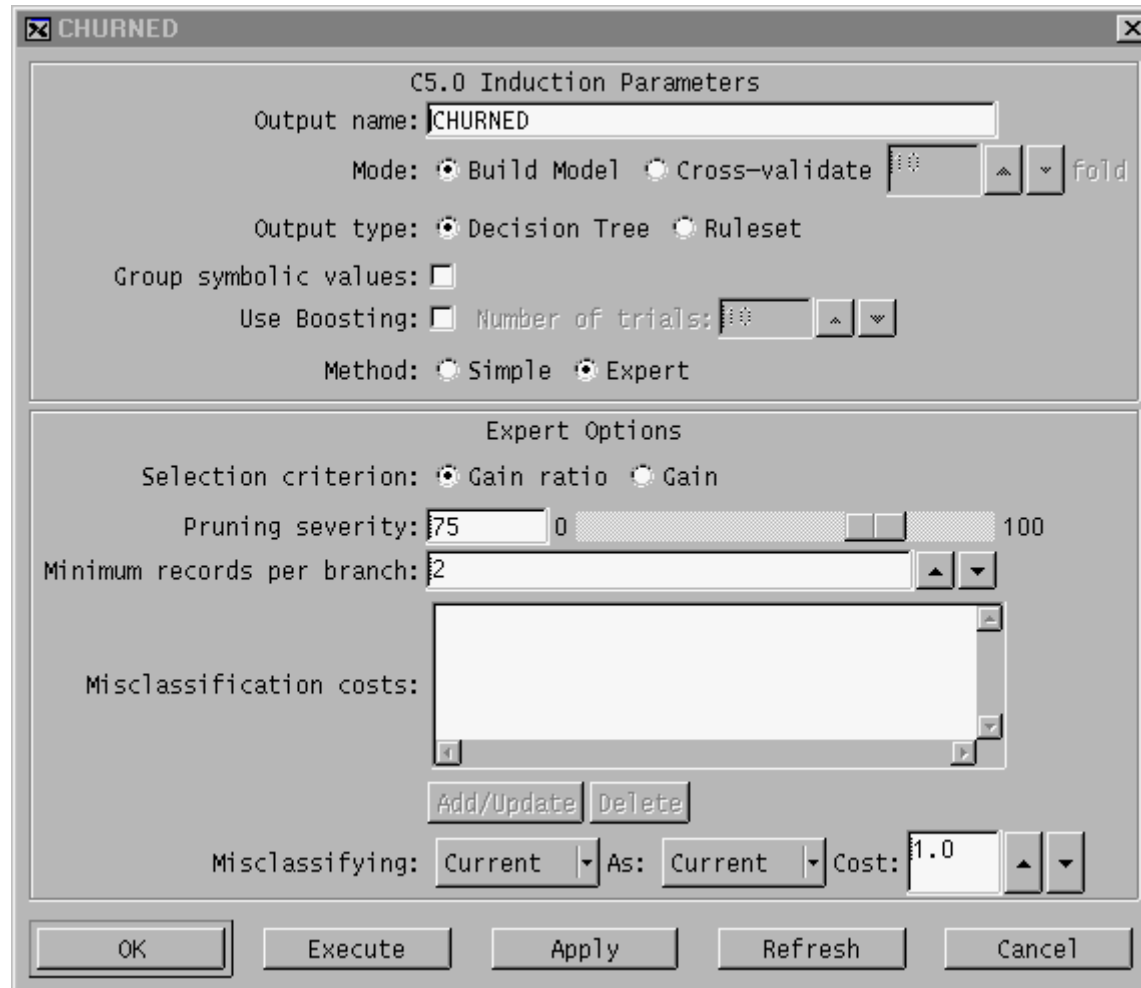 CHURNED
C5.0 Induction Parameters
Output name: CHURNED
Mode: Build Model Cross-validate 10 fold
Output type: Decision Tree Ruleset
Group symbolic values:
Use Boosting: Number of trials: 10
Method: Simple Expert
Expert Options
Selection criterion: Gain ratio Gain
Pruning severity: 75 0 100
Minimum records per branch: 2
Misclassification costs:
Add/Update Delete
Misclassifying: Current As: Current Cost: 1.0
OK Execute Apply Refresh Cancel